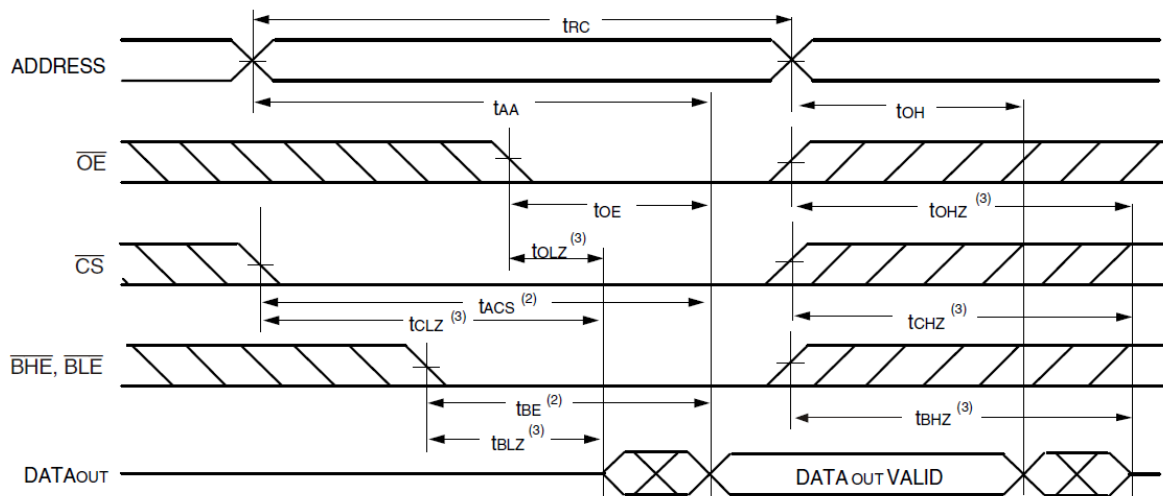 tRC
ADDRESS
tAA
tOH
OE
tOE
tOHZ (3)
tOLZ (3)
CS
tACS (2)
tCLZ (3)
tCHZ (3)
BHE, BLE
tBE (2)
tBHZ (3)
tBLZ (3)
DATAOUT
DATA OUT VALID